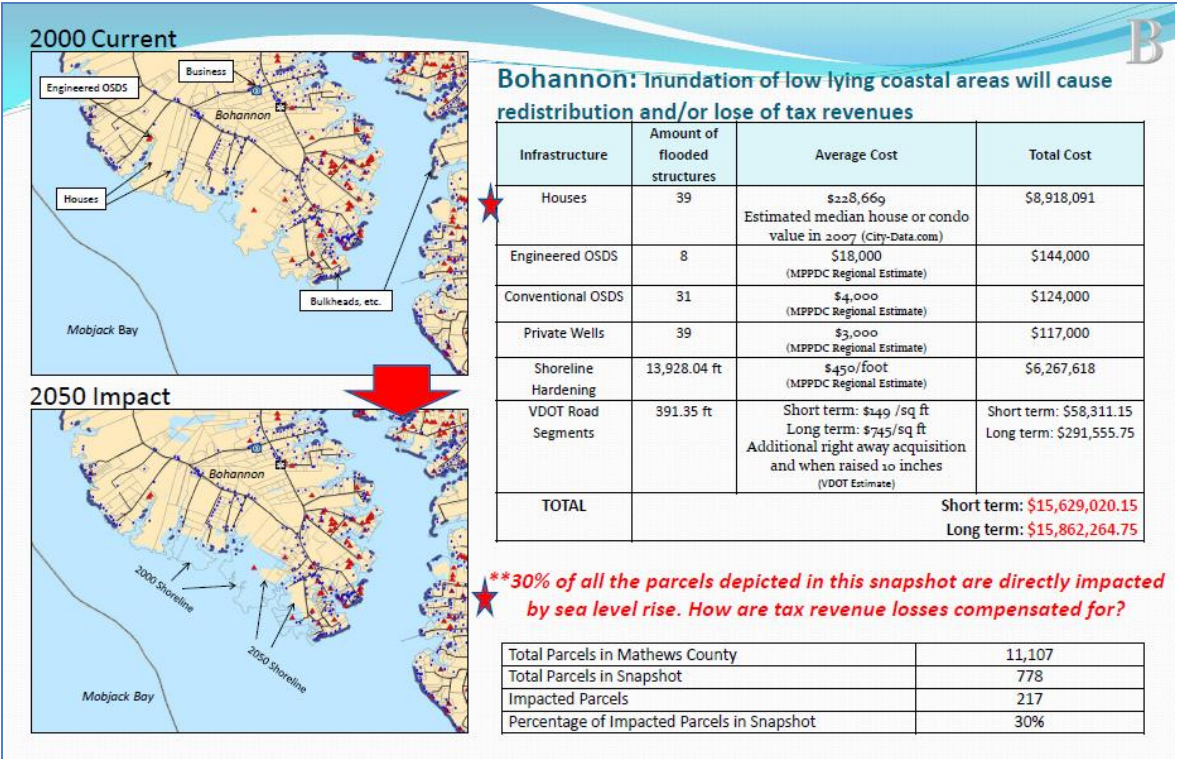 B
2000 Current
Engineered OSDS
Business
Bohannon
Houses
Bulkheads, etc.
Mobjack Bay
2050 Impact
Bohannon
2000 Shoreline
2050 Shoreline
Mobjack Bay
Bohannon: Inundation of low lying coastal areas will cause
redistribution and/or lose of tax revenues
Infrastructure
Amount of
flooded
structures
Average Cost
Total Cost
Houses
39
$228,669
Estimated median house or condo
value in 2007 (City-Data.com)
$8,918,091
Engineered OSDS
8
$18,000
(MPPDC Regional Estimate)
$144,000
Conventional OSDS
31
$4,000
(MPPDC Regional Estimate)
$124,000
Private Wells
39
$3,000
(MPPDC Regional Estimate)
$117,000
Shoreline
Hardening
13,928.04 ft
$450/foot
(MPPDC Regional Estimate)
$6,267,618
VDOT Road
Segments
391.35 ft
Short term: $149 /sq ft
Long term: $745/sq ft
Additional right away acquisition
and when raised 10 inches
(VDOT Estimate)
Short term: $58,311.15
Long term: $291,555.75
TOTAL
Short term: $15,629,020.15
Long term: $15,862,264.75
**30% of all the parcels depicted in this snapshot are directly impacted
by sea level rise. How are tax revenue losses compensated for?
Total Parcels in Mathews County
11,107
Total Parcels in Snapshot
778
Impacted Parcels
217
Percentage of Impacted Parcels in Snapshot
30%